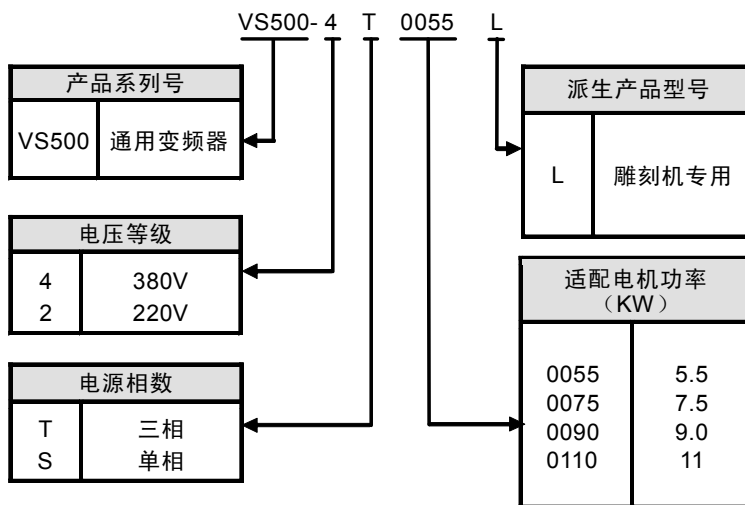 VS500- 4 T 0055 L
产品系列号
VS500 通用变频器
电压等级
4 380V
2 220V
电源相数
T 三相
S 单相
派生产品型号
L 雕刻机专用
适配电机功率
（KW）
0055 5.5
0075 7.5
0090 9.0
0110 11